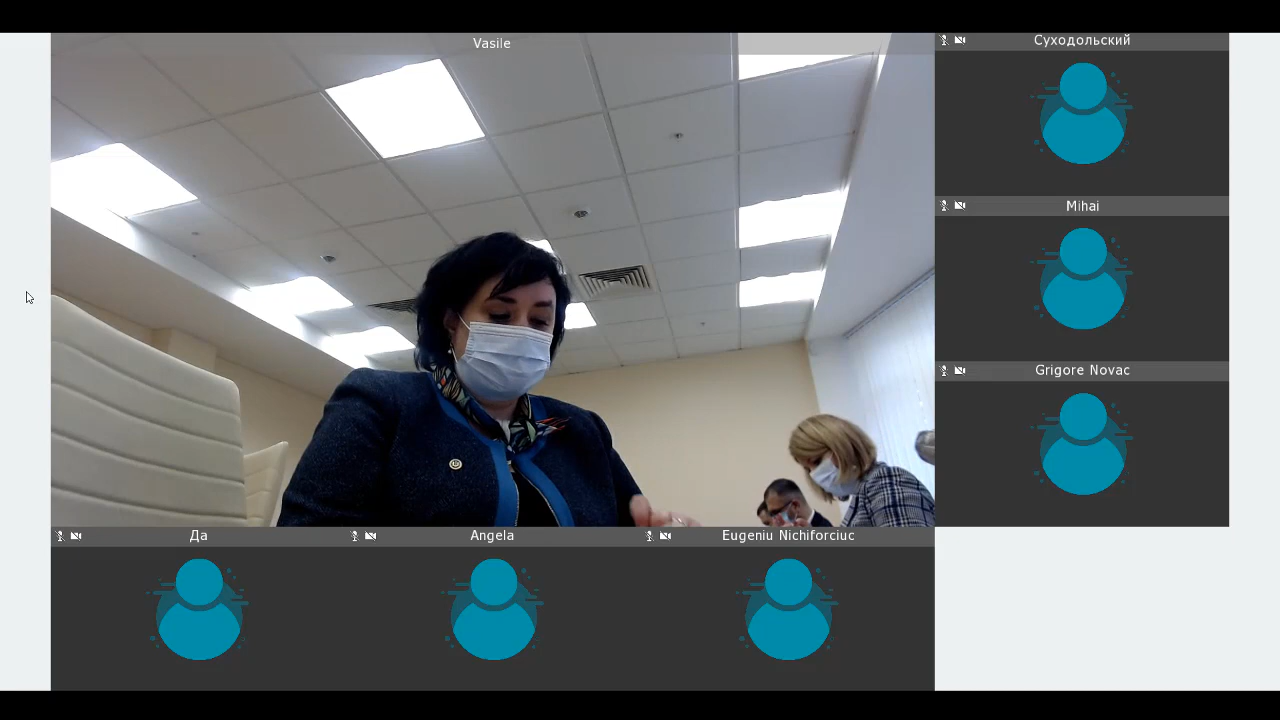 Vasile
Суходольский
Mihai
Grigore Novac
Да
Angela
Eugeniu Nichiforciuc